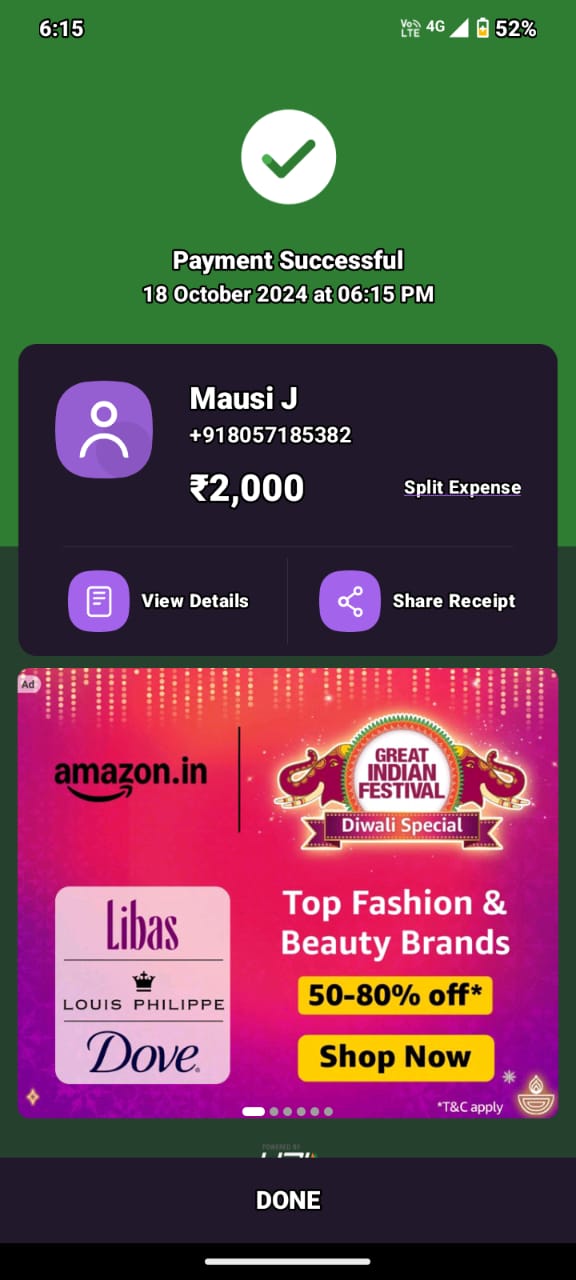 6:15
Vo LTE 4G 52%
Payment Successful
18 October 2024 at 06:15 PM
Mausi J
+918057185382
₹2,000
Split Expense
View Details
Share Receipt
Ad
amazon.in
GREAT
INDIAN
FESTIVAL
Diwali Special
Libas
LOUIS PHILIPPE
Dove
Top Fashion &
Beauty Brands
50-80% off*
Shop Now
*T&C apply
POWERED BY
DONE